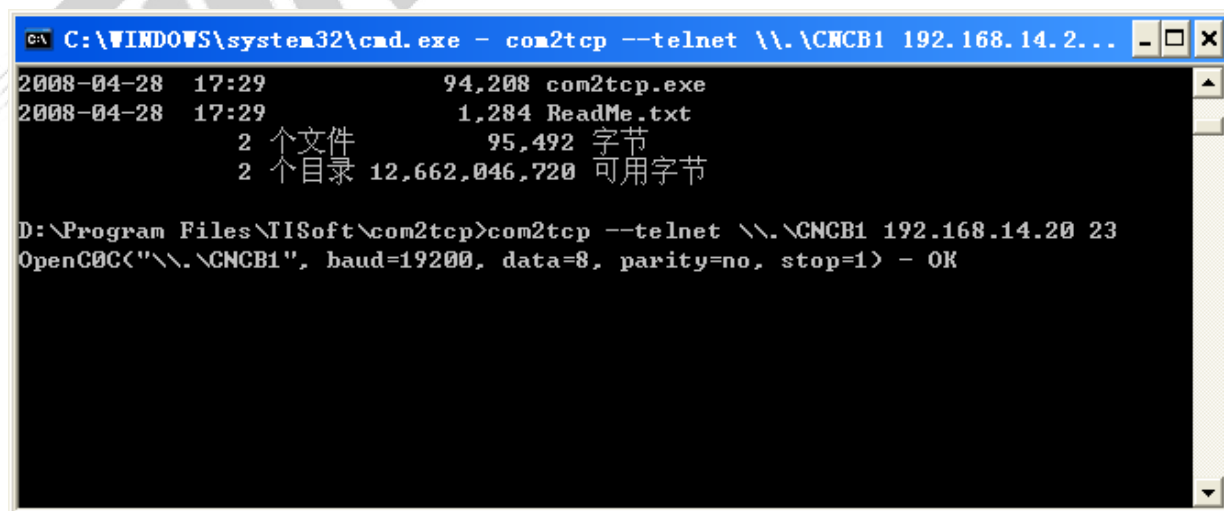 C:\WINDOWS\system32\cmd.exe - com2tcp --telnet \\.\CNCB1 192.168.14.2...
2008-04-28 17:29 94,208 com2tcp.exe
2008-04-28 17:29 1,284 ReadMe.txt
2 个文件 95,492 字节
2 个目录 12,662,046,720 可用字节
D:\Program Files\TISoft\com2tcp>com2tcp --telnet \\.\CNCB1 192.168.14.20 23
OpenC0C("\\.\CNCB1", baud=19200, data=8, parity=no, stop=1) - OK